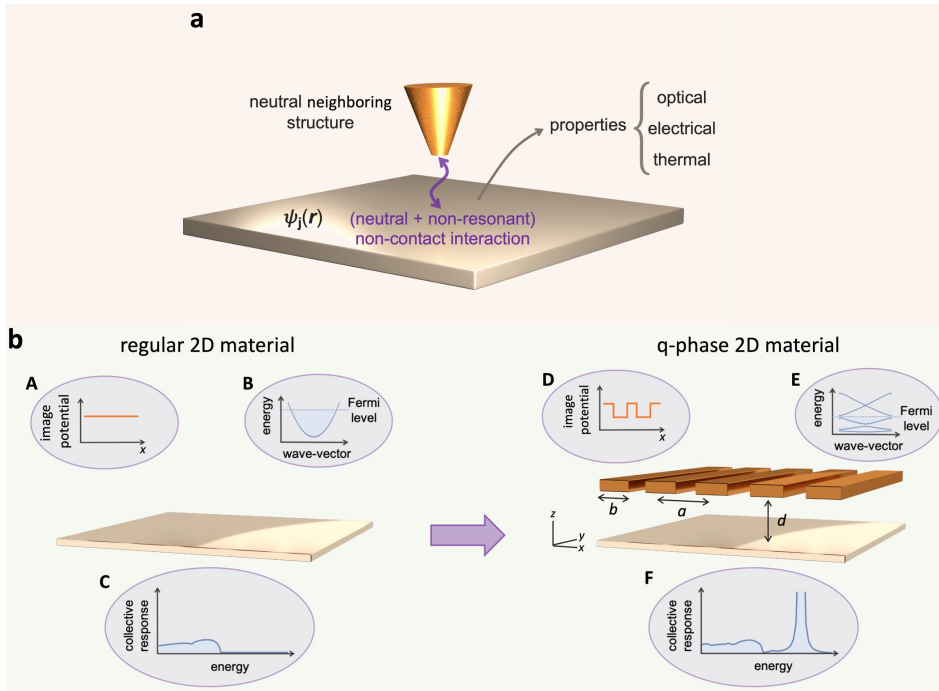 a
neutral neighboring
structure
properties
optical
electrical
thermal
ψj(r)
(neutral + non-resonant)
non-contact interaction
b
regular 2D material
q-phase 2D material
A
image
potential
x
B
energy
Fermi
level
wave-vector
D
image
potential
x
E
energy
Fermi
level
wave-vector
b
a
d
z
y
x
C
collective
response
energy
F
collective
response
energy